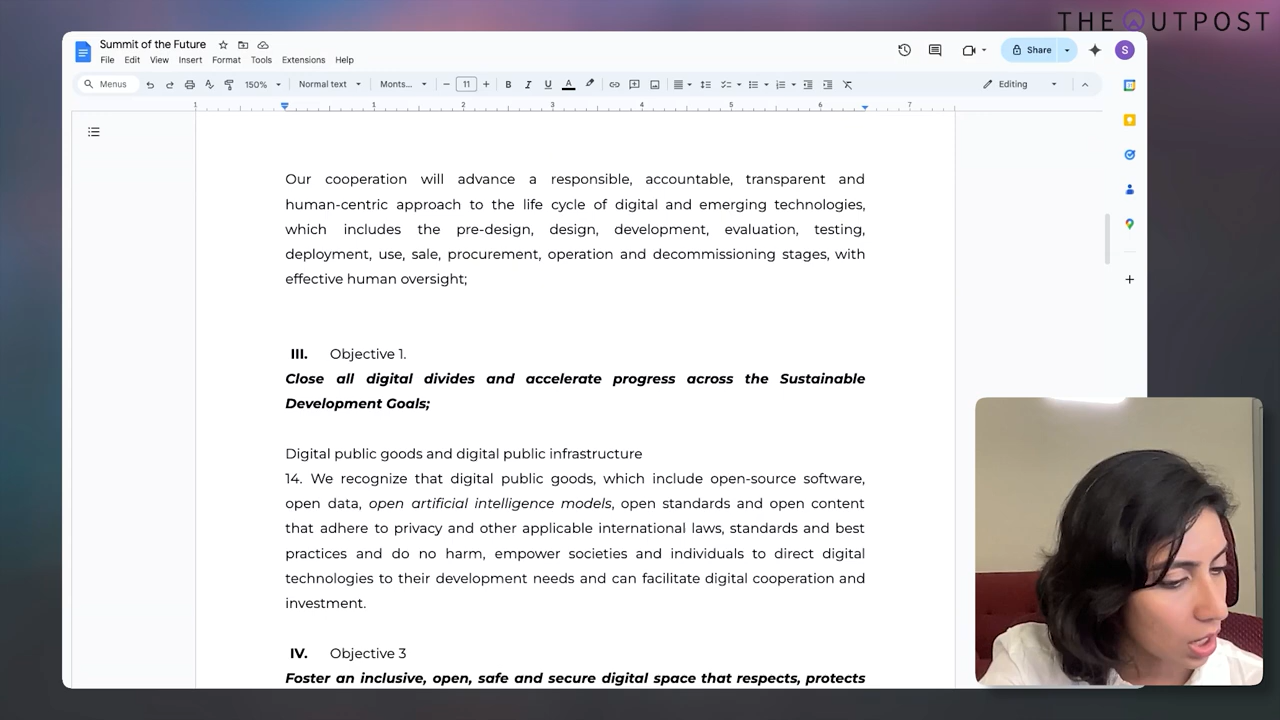 THE OUTPOST
Summit of the Future
File Edit View Insert Format Tools Extensions Help
Share
S
Menus
150%
Normal text
Monts...
11
B I U A
Editing
1 1 2 3 4 5 6 7
Our cooperation will advance a responsible, accountable, transparent and
human-centric approach to the life cycle of digital and emerging technologies,
which includes the pre-design, design, development, evaluation, testing,
deployment, use, sale, procurement, operation and decommissioning stages, with
effective human oversight;
III. Objective 1.
Close all digital divides and accelerate progress across the Sustainable
Development Goals;
Digital public goods and digital public infrastructure
14. We recognize that digital public goods, which include open-source software,
open data, open artificial intelligence models, open standards and open content
that adhere to privacy and other applicable international laws, standards and best
practices and do no harm, empower societies and individuals to direct digital
technologies to their development needs and can facilitate digital cooperation and
investment.
IV. Objective 3
Foster an inclusive, open, safe and secure digital space that respects, protects